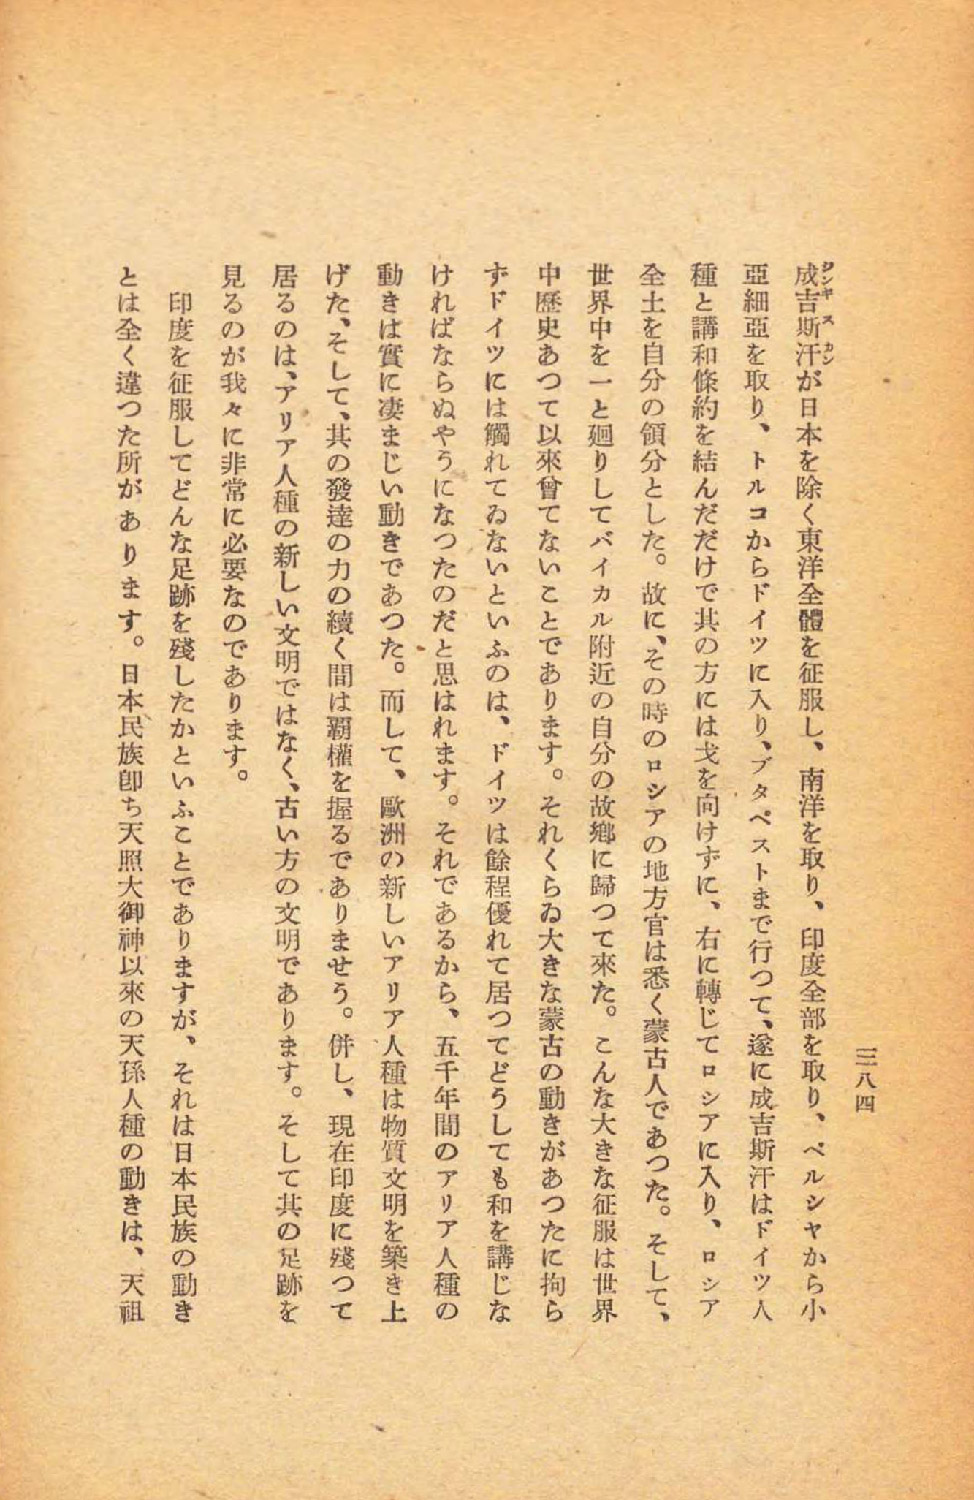 三八四
成吉斯汗が日本を除く東洋全體を征服し、南洋を取り、印度全部を取り、ペルシヤから小
亞細亞を取り、トルコからドイツに入り、ブタペストまで行つて、遂に成吉斯汗はドイツ人
種と講和條約を結んだだけで其の方には戈を向けずに、右に轉じてロシアに入り、ロシア
全土を自分の領分とした。故に、その時のロシアの地方官は悉く蒙古人であつた。そして、
世界中を一と廻りしてバイカル附近の自分の故鄕に歸つて來た。こんな大きな征服は世界
中歷史あつて以來曾てないことであります。それくらゐ大きな蒙古の動きがあつたに拘ら
ずドイツには觸れてゐないといふのは、ドイツは餘程優れて居つてどうしても和を講じな
ければならぬやうになつたのだと思はれます。それであるから、五千年間のアリア人種の
動きは實に凄まじい動きであつた。而して、歐洲の新しいアリア人種は物質文明を築き上
げた、そして、其の發達の力の續く間は覇權を握るでありませう。併し、現在印度に殘つて
居るのは、アリア人種の新しい文明ではなく、古い方の文明であります。そして其の足跡を
見るのが我々に非常に必要なのであります。
印度を征服してどんな足跡を殘したかといふことでありますが、それは日本民族の動き
とは全く違つた所があります。日本民族卽ち天照大御神以來の天孫人種の動きは、天祖